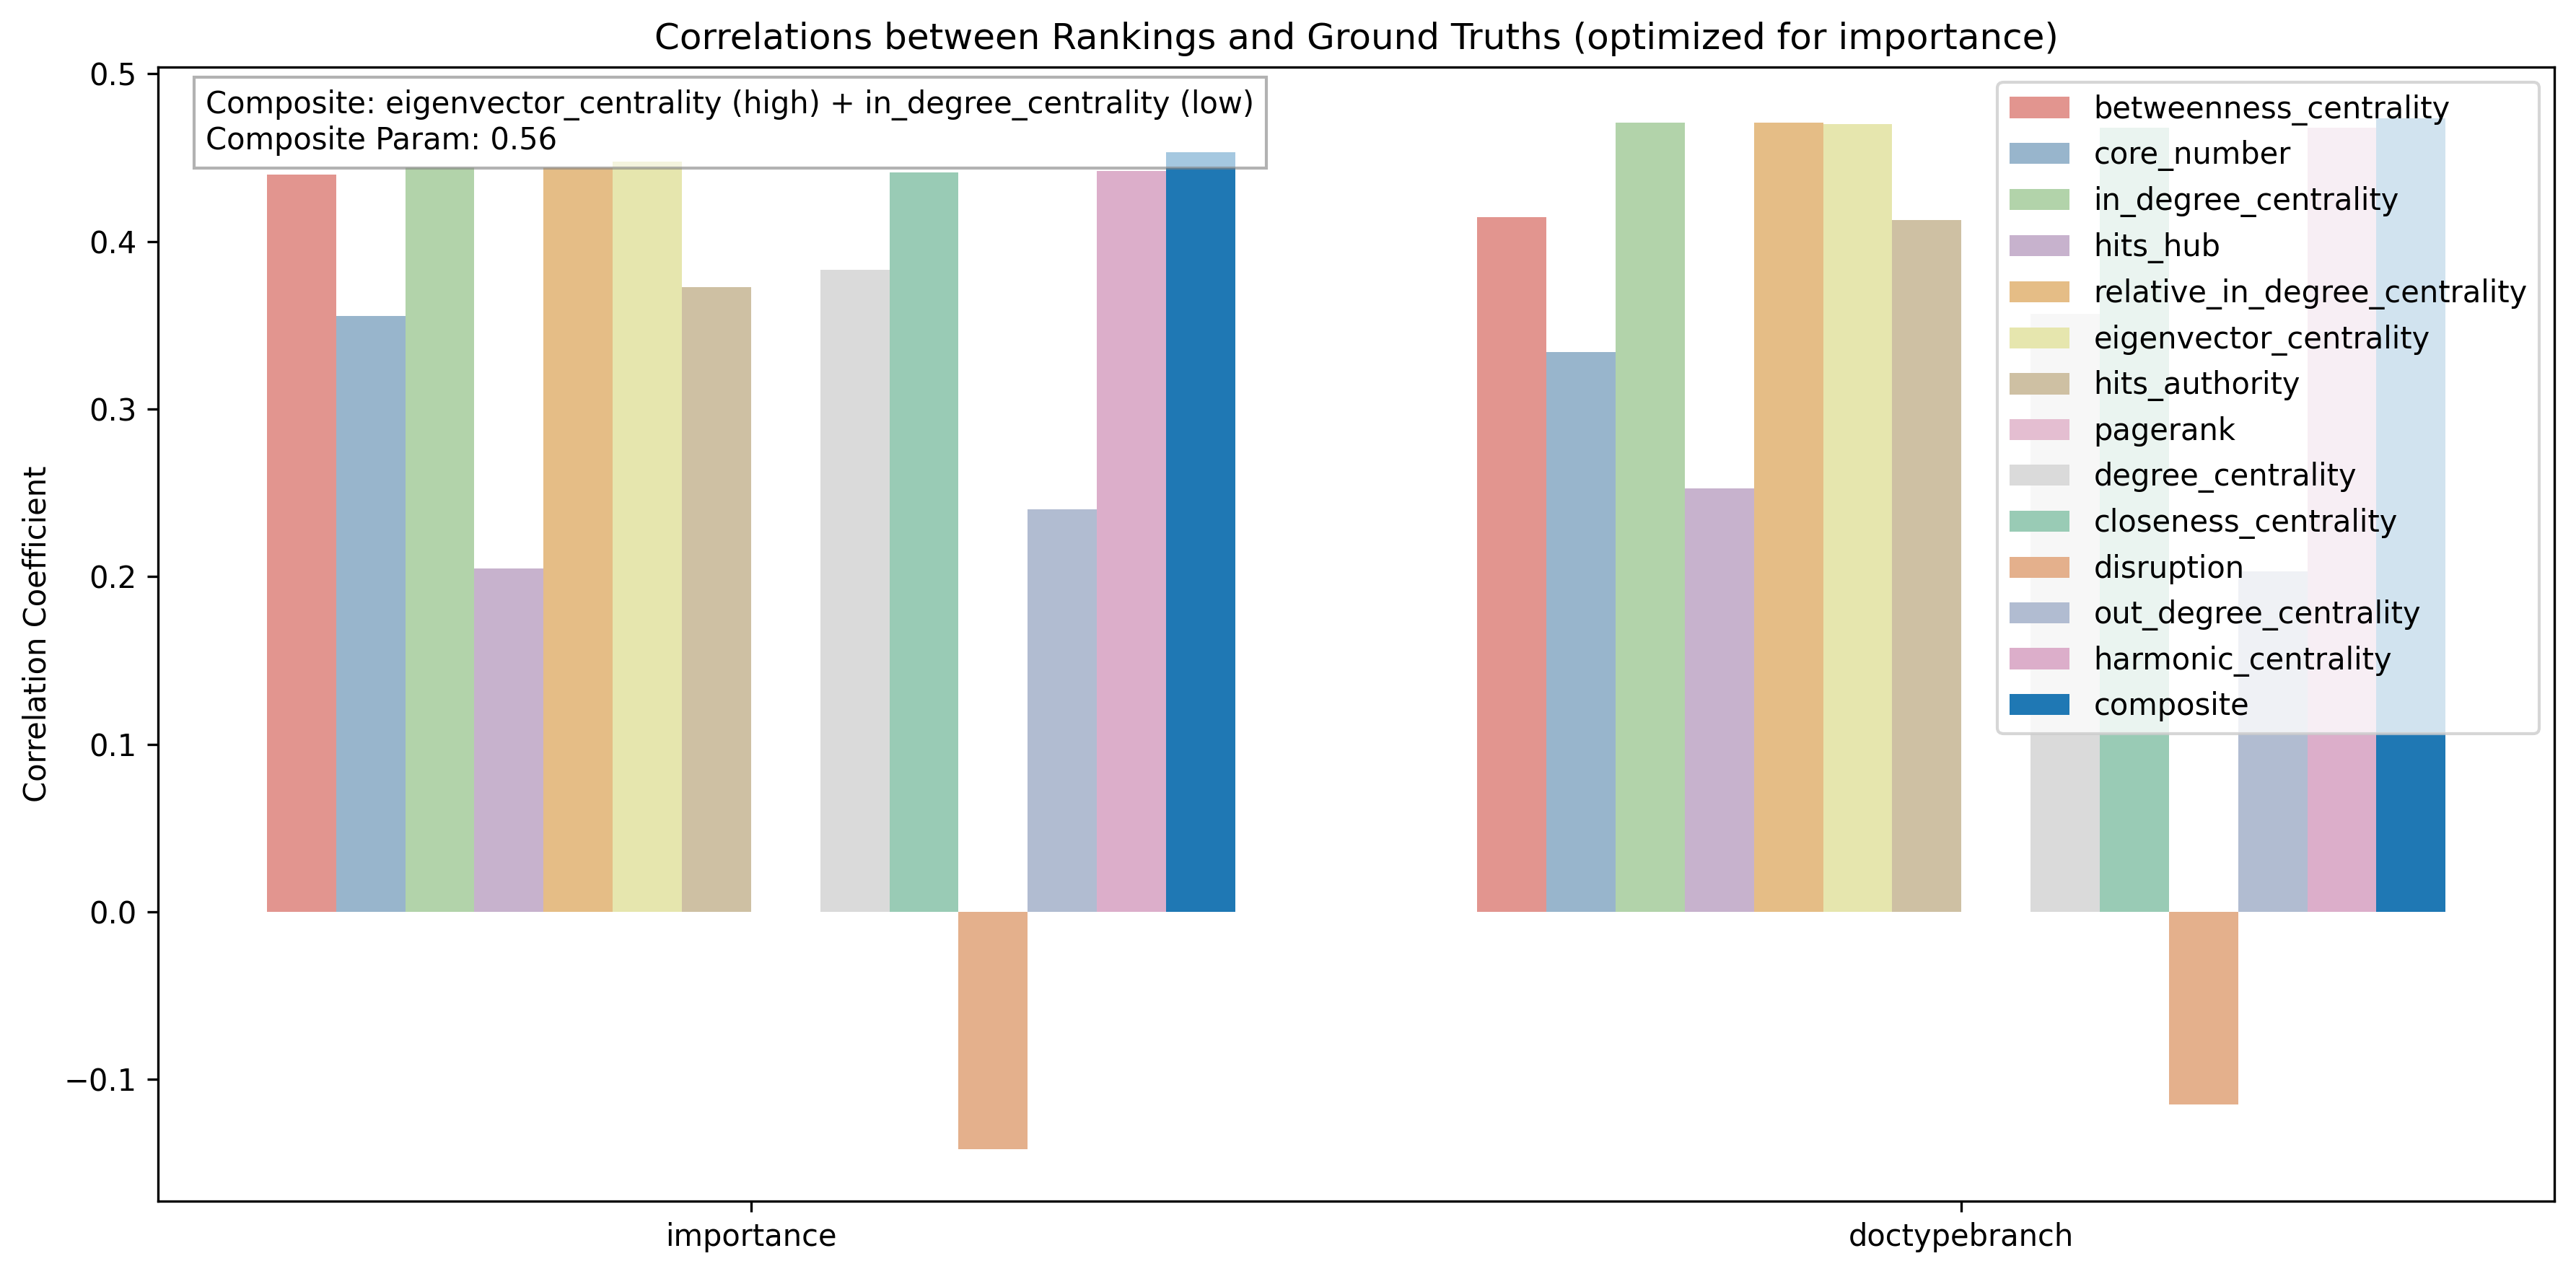 Correlations between Rankings and Ground Truths (optimized for importance)
Composite: eigenvector_centrality (high) + in_degree_centrality (low)
Composite Param: 0.56
Correlation Coefficient
0.5
0.4
0.3
0.2
0.1
0.0
−0.1
importance
doctypebranch
betweenness_centrality
core_number
in_degree_centrality
hits_hub
relative_in_degree_centrality
eigenvector_centrality
hits_authority
pagerank
degree_centrality
closeness_centrality
disruption
out_degree_centrality
harmonic_centrality
composite